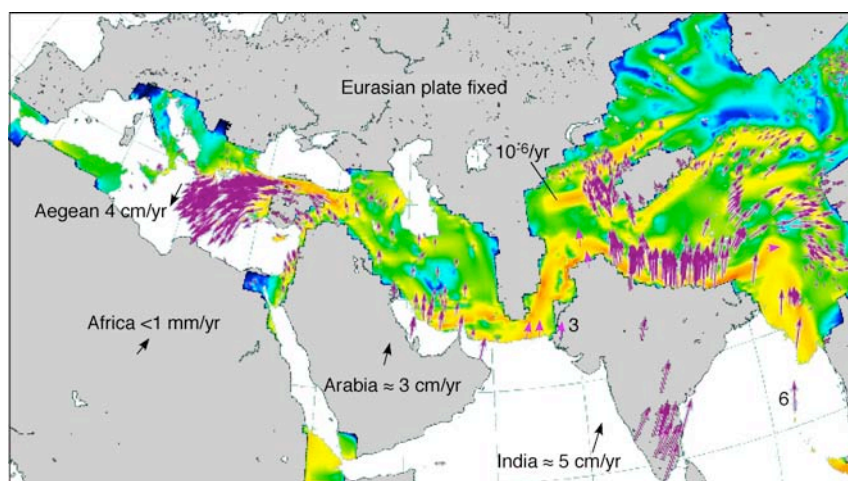 Eurasian plate fixed
10⁻⁶/yr
Aegean 4 cm/yr
Africa <1 mm/yr
3
Arabia ≈ 3 cm/yr
6
India ≈ 5 cm/yr